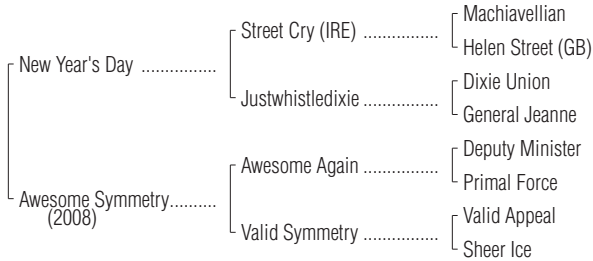 Machiavellian
Street Cry (IRE) ................
Helen Street (GB)
New Year's Day ................
Dixie Union
Justwhistledixie ................
General Jeanne
Deputy Minister
Awesome Again ................
Primal Force
Awesome Symmetry..........
(2008)
Valid Appeal
Valid Symmetry ................
Sheer Ice